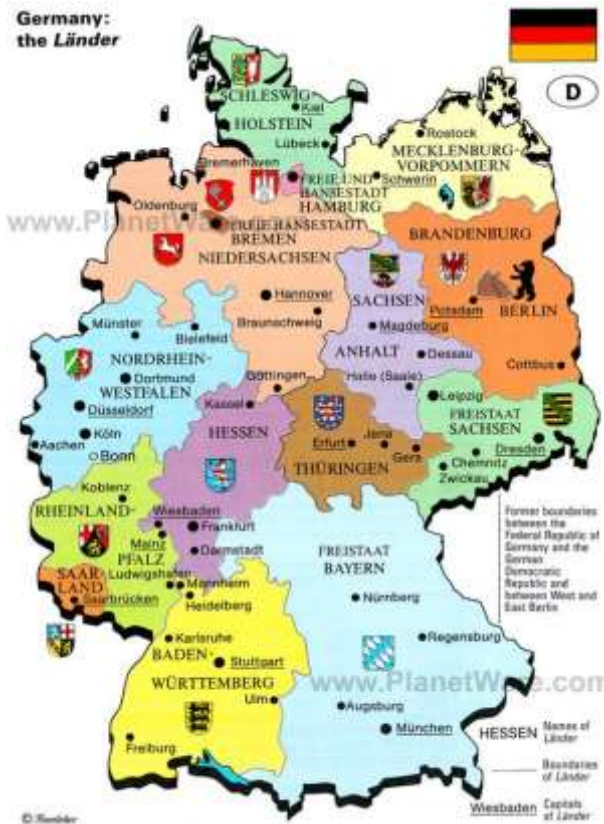 Germany:
the Länder
D
SCHLESWIG-
Kiel
HOLSTEIN
Lübeck
Rostock
MECKLENBURG-
VORPOMMERN
Schwerin
Bremerhaven
FREIE UND
HANSESTADT
HAMBURG
Oldenburg
www.PlanetWare.com
FREIE HANSESTADT
BREMEN
NIEDERSACHSEN
BRANDENBURG
Hannover
SACHSEN-
Potsdam
BERLIN
Braunschweig
Magdeburg
Münster
Bielefeld
ANHALT
Dessau
NORDRHEIN-
Cottbus
Dortmund
Göttingen
Halle (Saale)
WESTFALEN
Leipzig
Düsseldorf
Kassel
FREISTAAT
SACHSEN
HESSEN
Erfurt
Jena
Dresden
Köln
Aachen
Bonn
Gera
THÜRINGEN
Chemnitz
Zwickau
Koblenz
RHEINLAND-
Wiesbaden
Frankfurt
Mainz
Darmstadt
PFALZ
FREISTAAT
BAYERN
Former boundaries
between the
Federal Republic of
Germany and the
German
Democratic
Republic and
between West and
East Berlin
SAAR-
LAND
Ludwigshafen
Mannheim
Saarbrücken
Heidelberg
Nürnberg
Karlsruhe
Regensburg
BADEN-
Stuttgart
WÜRTTEMBERG
www.PlanetWare.com
Ulm
Augsburg
München
Freiburg
HESSEN Names of
Länder
Boundaries
of Länder
Wiesbaden Capitals
of Länder